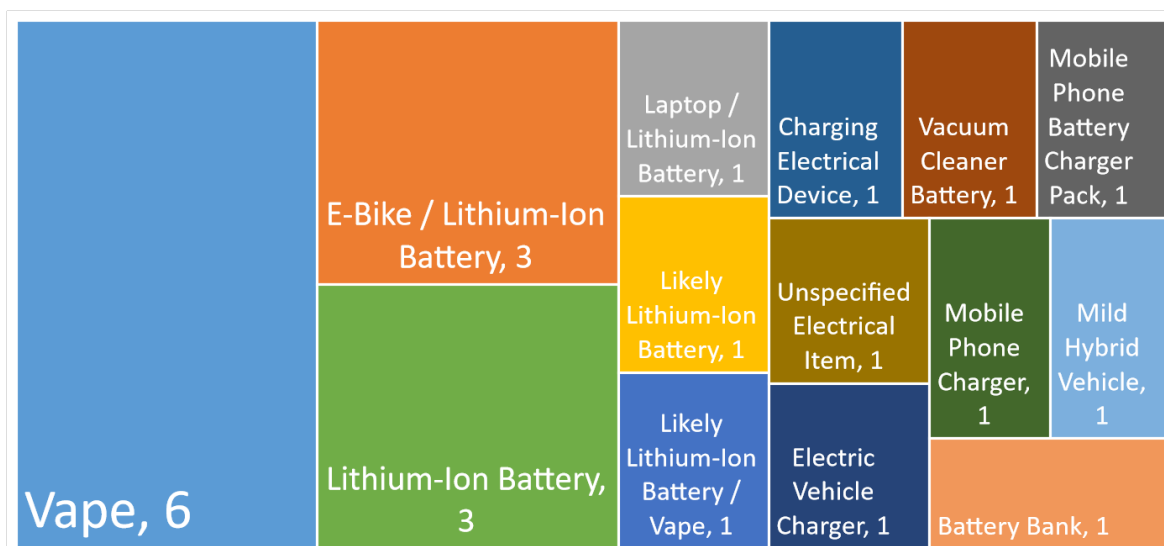 Vape, 6
E-Bike / Lithium-Ion
Battery, 3
Lithium-Ion Battery,
3
Laptop /
Lithium-Ion
Battery, 1
Likely
Lithium-Ion
Battery, 1
Likely
Lithium-Ion
Battery /
Vape, 1
Charging
Electrical
Device, 1
Vacuum
Cleaner
Battery, 1
Mobile
Phone
Battery
Charger
Pack, 1
Unspecified
Electrical
Item, 1
Electric
Vehicle
Charger, 1
Mobile
Phone
Charger,
1
Mild
Hybrid
Vehicle,
1
Battery Bank, 1